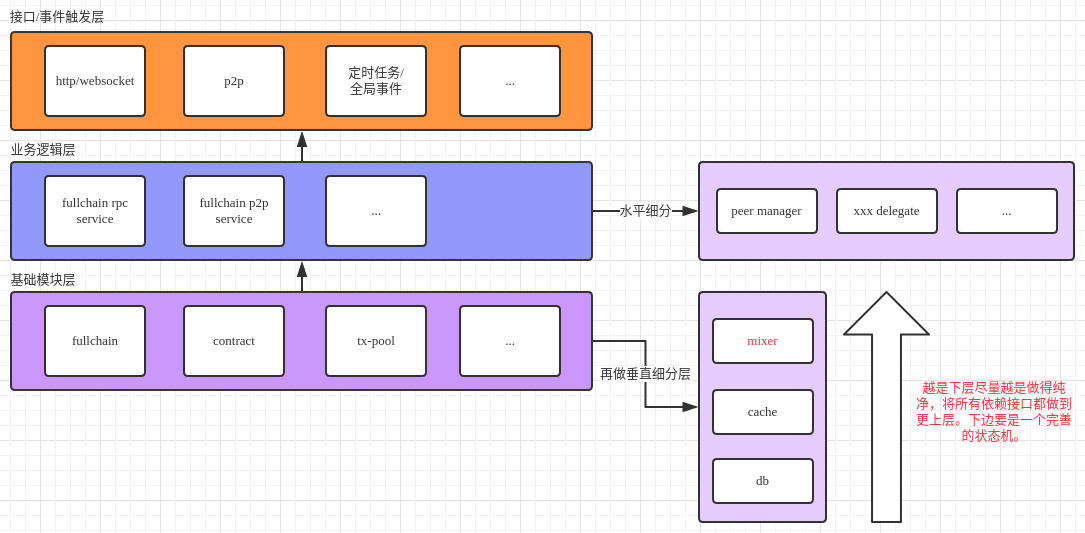 接口/事件触发层
http/websocket
p2p
定时任务/
全局事件
...
业务逻辑层
fullchain rpc
service
fullchain p2p
service
...
水平细分
peer manager
xxx delegate
...
基础模块层
fullchain
contract
tx-pool
...
再做垂直细分层
mixer
cache
db
越是下层尽量越是做得纯
净，将所有依赖接口都做到
更上层。下边要是一个完善
的状态机。